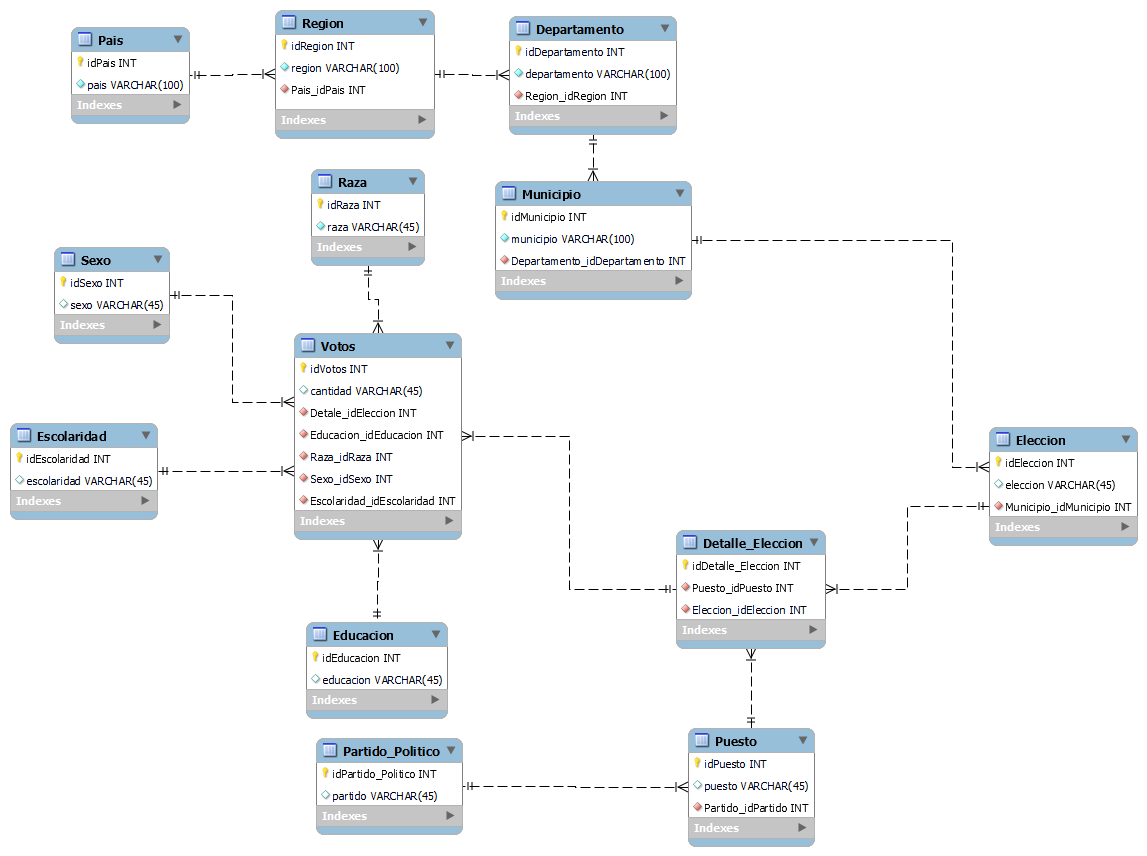 Pais
idPais INT
pais VARCHAR(100)
Indexes
Region
idRegion INT
region VARCHAR(100)
Pais_idPais INT
Indexes
Departamento
idDepartamento INT
departamento VARCHAR(100)
Region_idRegion INT
Indexes
Raza
idRaza INT
raza VARCHAR(45)
Indexes
Municipio
idMunicipio INT
municipio VARCHAR(100)
Departamento_idDepartamento INT
Indexes
Sexo
idSexo INT
sexo VARCHAR(45)
Indexes
Votos
idVotos INT
cantidad VARCHAR(45)
Detale_idEleccion INT
Educacion_idEducacion INT
Raza_idRaza INT
Sexo_idSexo INT
Escolaridad_idEscolaridad INT
Indexes
Escolaridad
idEscolaridad INT
escolaridad VARCHAR(45)
Indexes
Eleccion
idEleccion INT
eleccion VARCHAR(45)
Municipio_idMunicipio INT
Indexes
Detalle_Eleccion
idDetalle_Eleccion INT
Puesto_idPuesto INT
Eleccion_idEleccion INT
Indexes
Educacion
idEducacion INT
educacion VARCHAR(45)
Indexes
Partido_Politico
idPartido_Politico INT
partido VARCHAR(45)
Indexes
Puesto
idPuesto INT
puesto VARCHAR(45)
Partido_idPartido INT
Indexes